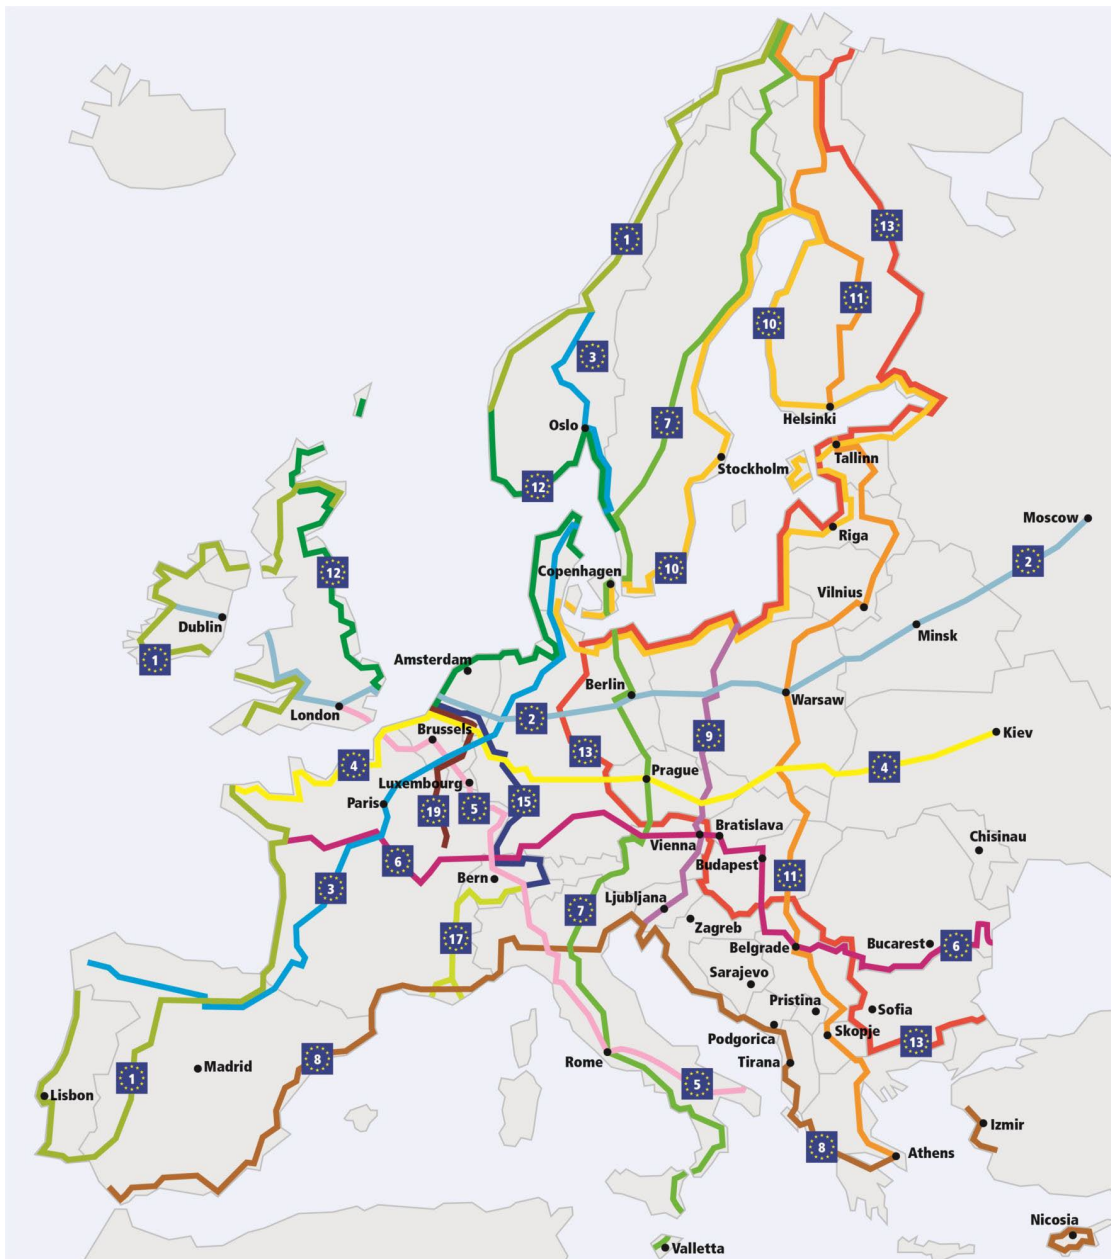 1
13
11
10
3
7
Oslo
Helsinki
Tallinn
Stockholm
12
Moscow
Riga
2
10
Copenhagen
12
Vilnius
Dublin
Minsk
1
Amsterdam
Berlin
Warsaw
London
2
Brussels
9
Kiev
4
13
4
Prague
Luxembourg
Paris
19
5
15
Bratislava
Vienna
Chisinau
6
Budapest
Bern
11
3
7
Ljubljana
Zagreb
17
Belgrade
Bucarest
6
Sarajevo
Pristina
Sofia
Podgorica
Skopje
13
8
Rome
Tirana
Madrid
1
5
Lisbon
Izmir
8
Athens
Nicosia
Valletta